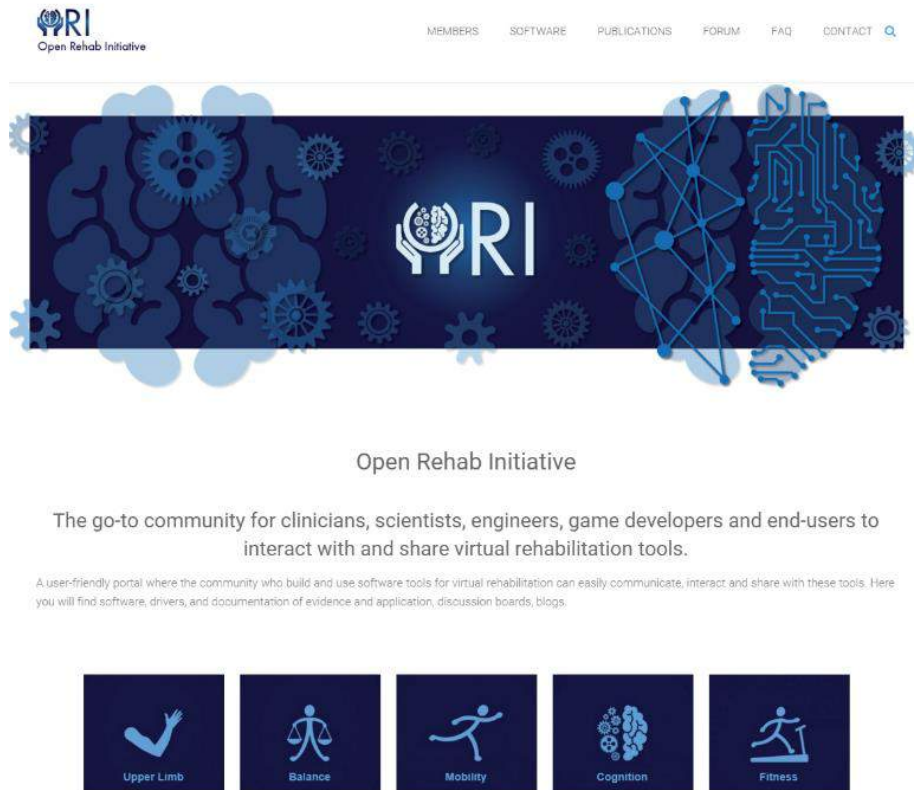 ORI
Open Rehab Initiative
MEMBERS SOFTWARE PUBLICATIONS FORUM FAQ CONTACT
ORI
Open Rehab Initiative
The go-to community for clinicians, scientists, engineers, game developers and end-users to
interact with and share virtual rehabilitation tools.
A user-friendly portal where the community who build and use software tools for virtual rehabilitation can easily communicate, interact and share with these tools. Here
you will find software, drivers, and documentation of evidence and application, discussion boards, blogs.
Upper Limb Balance Mobility Cognition Fitness